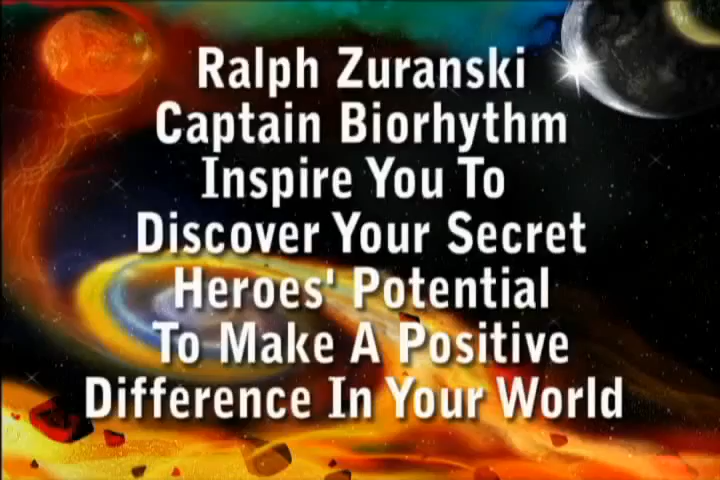 Ralph Zuranski
Captain Biorhythm
Inspire You To
Discover Your Secret
Heroes' Potential
To Make A Positive
Difference In Your World